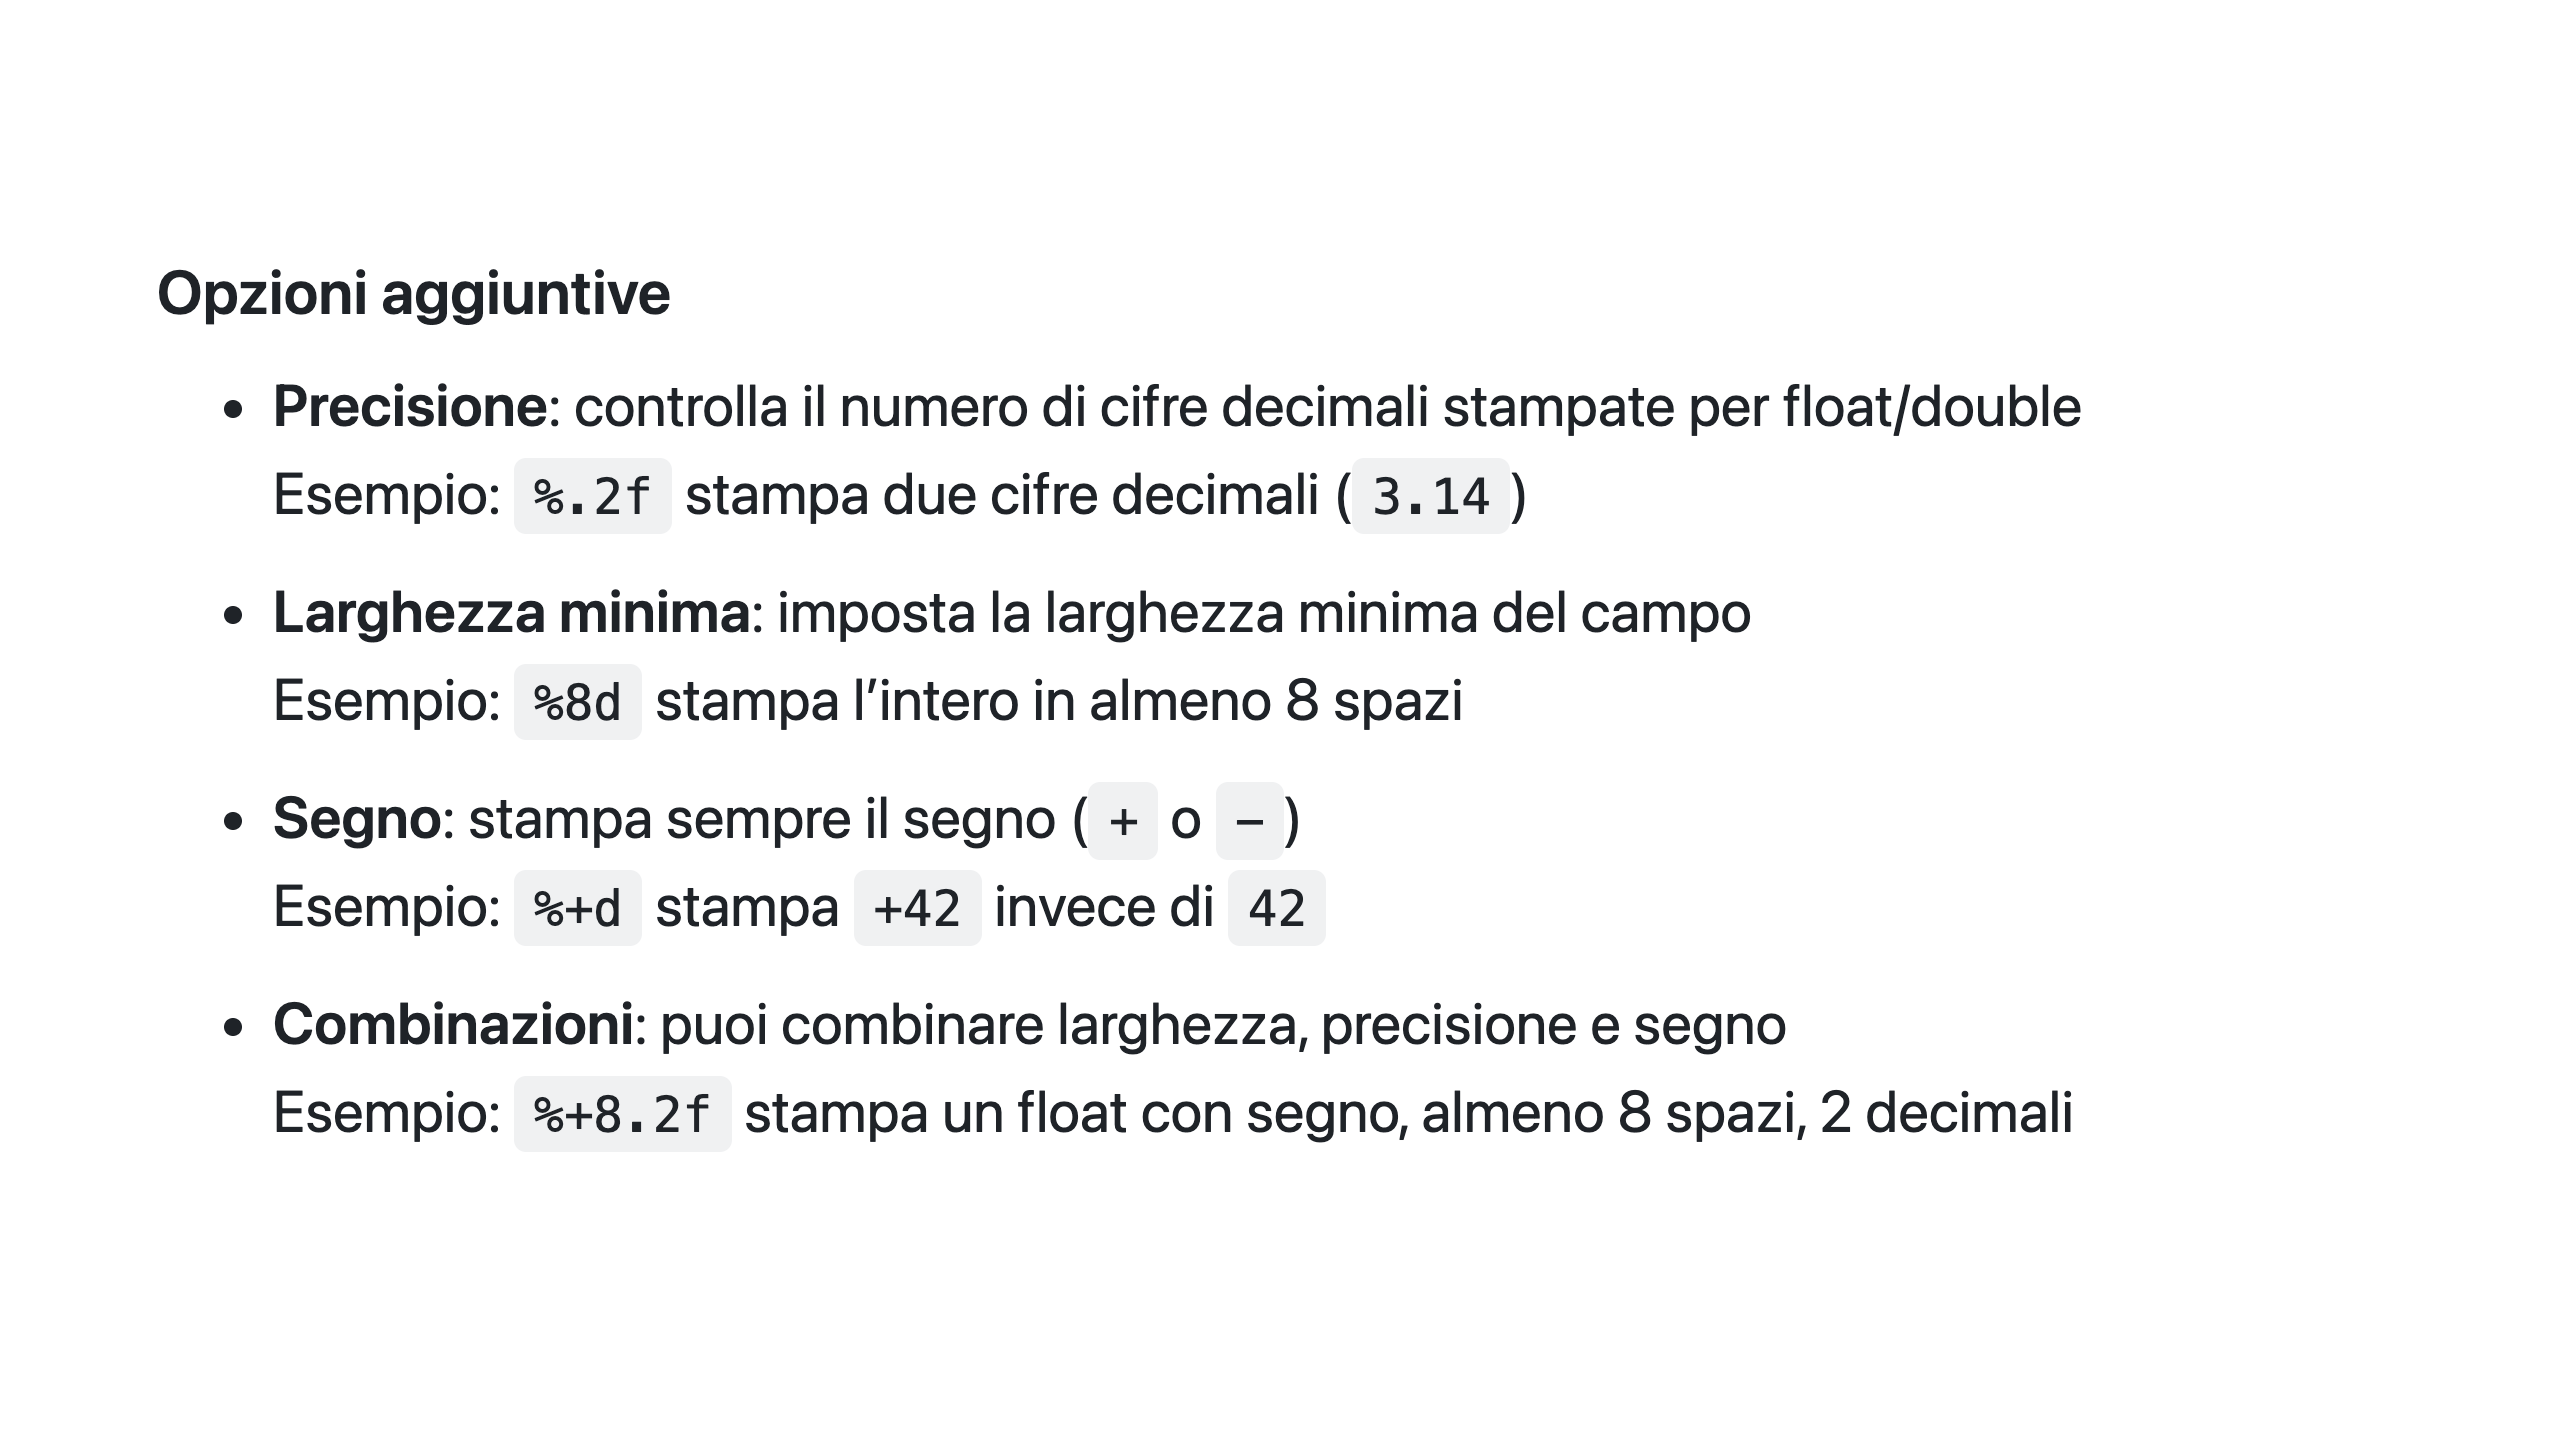 Opzioni aggiuntive
• Precisione: controlla il numero di cifre decimali stampate per float/double
Esempio: %.2f stampa due cifre decimali (3.14)
• Larghezza minima: imposta la larghezza minima del campo
Esempio: %8d stampa l’intero in almeno 8 spazi
• Segno: stampa sempre il segno (+ o -)
Esempio: %+d stampa +42 invece di 42
• Combinazioni: puoi combinare larghezza, precisione e segno
Esempio: %+8.2f stampa un float con segno, almeno 8 spazi, 2 decimali